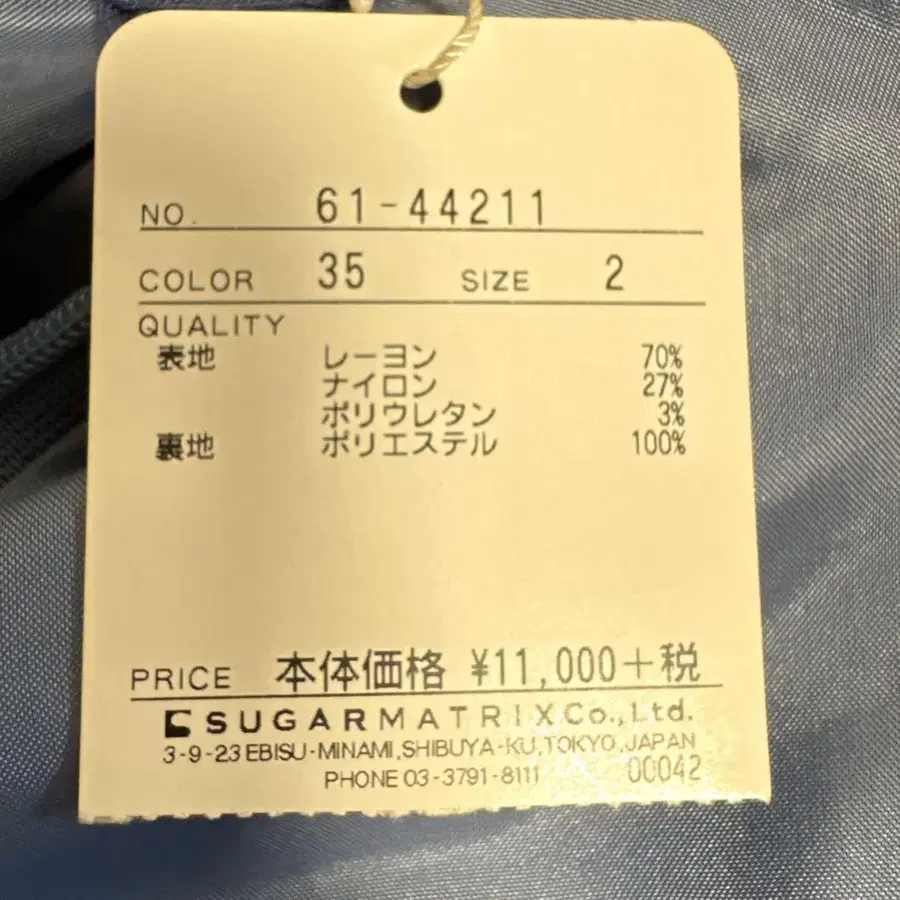 NO. 61-44211
COLOR 35 SIZE 2
QUALITY
表地 レーヨン 70%
ナイロン 27%
ポリウレタン 3%
裏地 ポリエステル 100%
PRICE 本体価格 ¥11,000+税
SUGARMATRIX Co., Ltd.
3-9-23 EBISU-MINAMI, SHIBUYA-KU, TOKYO, JAPAN
PHONE 03-3791-8111 00042